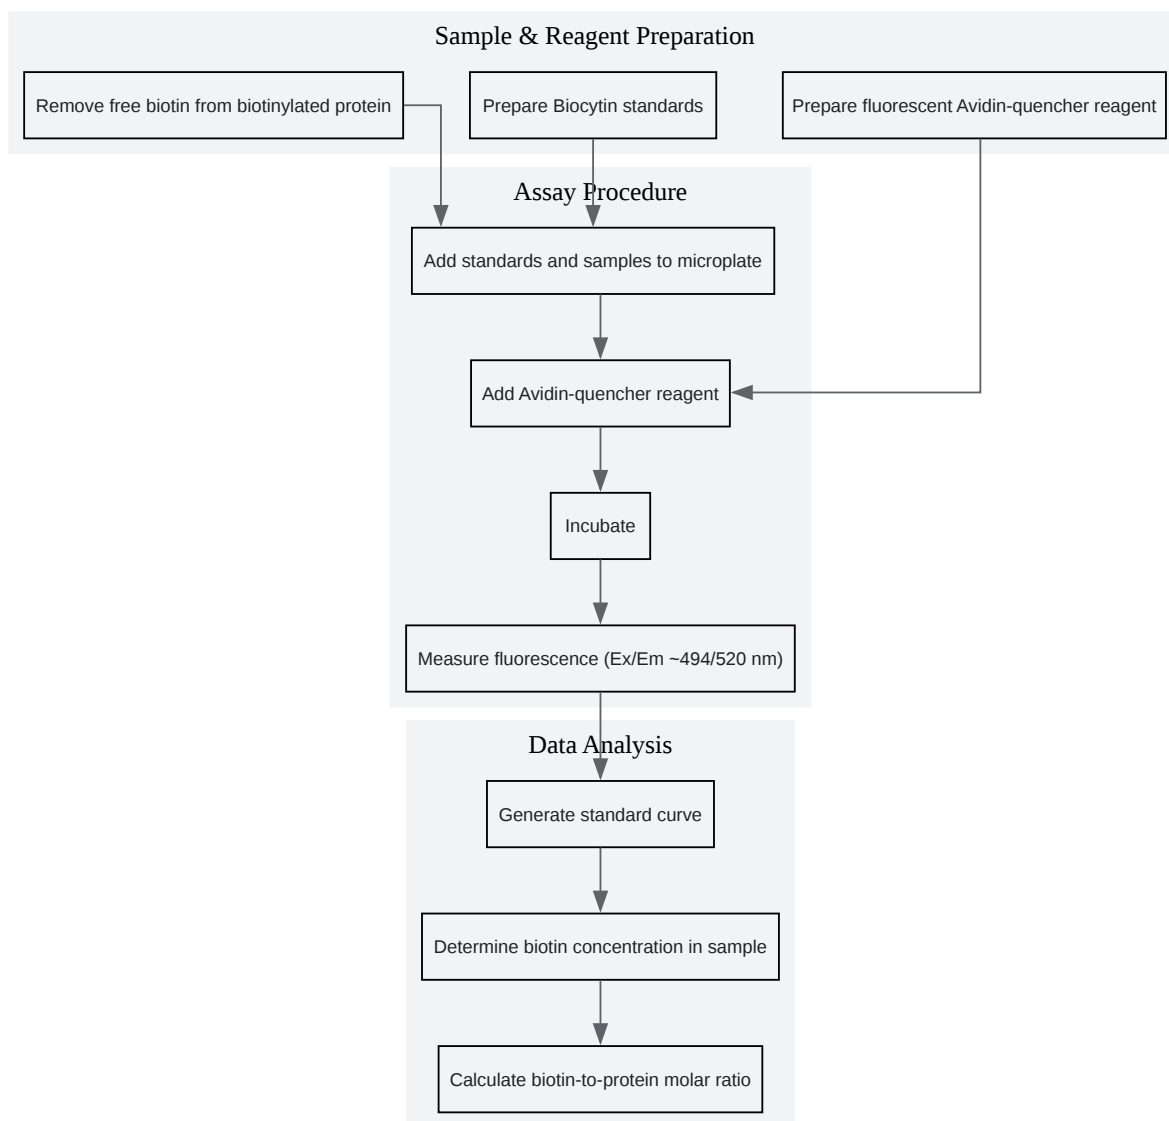 Sample & Reagent Preparation
Remove free biotin from biotinylated protein
Prepare Biocytin standards
Prepare fluorescent Avidin-quencher reagent
Assay Procedure
Add standards and samples to microplate
Add Avidin-quencher reagent
Incubate
Measure fluorescence (Ex/Em ~494/520 nm)
Data Analysis
Generate standard curve
Determine biotin concentration in sample
Calculate biotin-to-protein molar ratio